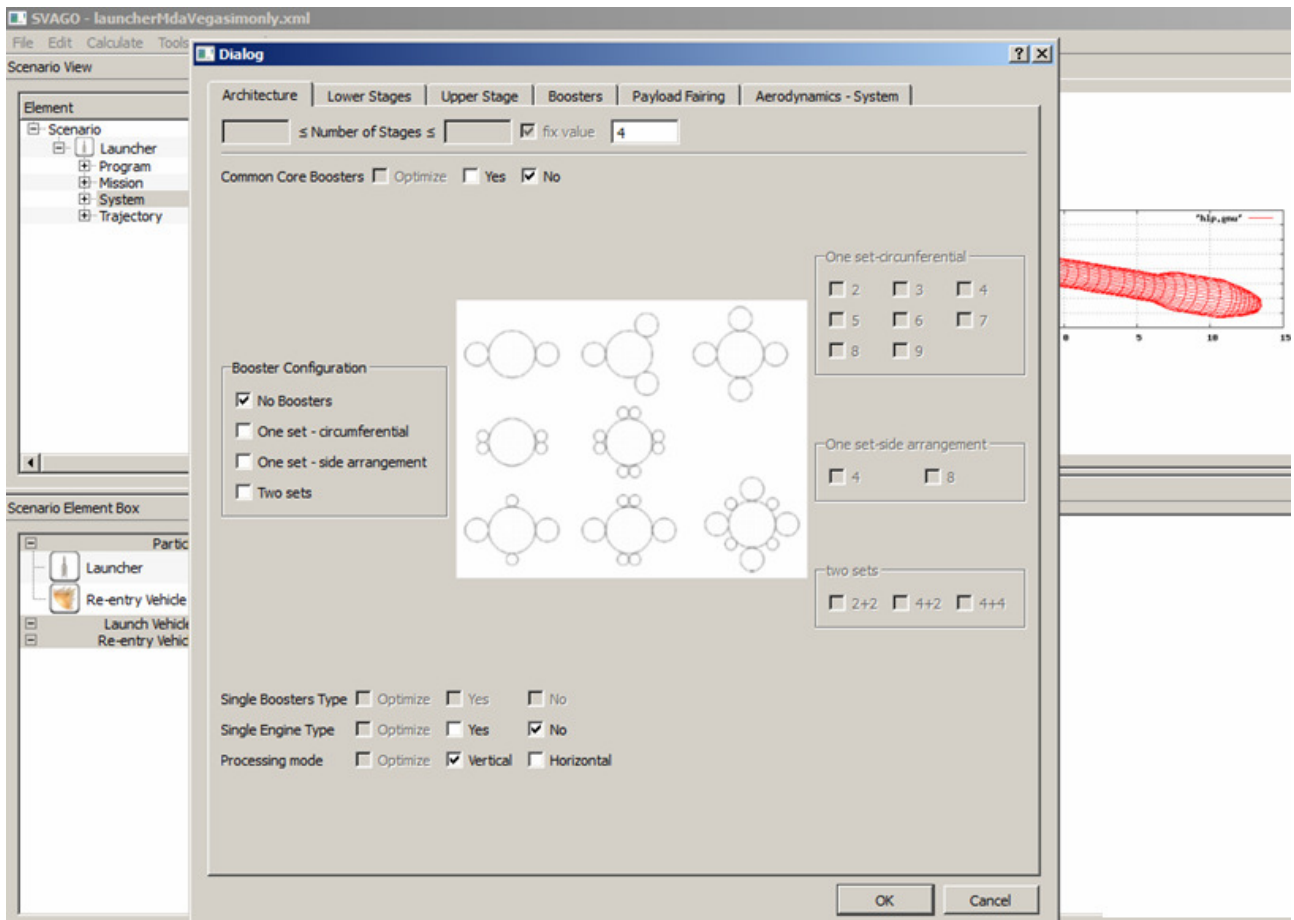 SVAGO - launcherMdaVegasimonly.xml
File Edit Calculate Tools
Scenario View
Element
Scenario
Launcher
Program
Mission
System
Trajectory
Scenario Element Box
Partic
Launcher
Re-entry Vehicle
Launch Vehicle
Re-entry Vehic
Dialog
Architecture Lower Stages Upper Stage Boosters Payload Fairing Aerodynamics - System
≤ Number of Stages ≤ fix value 4
Common Core Boosters Optimize Yes No
Booster Configuration
No Boosters
One set - circumferential
One set - side arrangement
Two sets
One set-circunferential
2 3 4
5 6 7
8 9
One set-side arrangement
4 8
two sets
2+2 4+2 4+4
Single Boosters Type Optimize Yes No
Single Engine Type Optimize Yes No
Processing mode Optimize Vertical Horizontal
OK Cancel
"hlp.gnu"
0 5 10 15